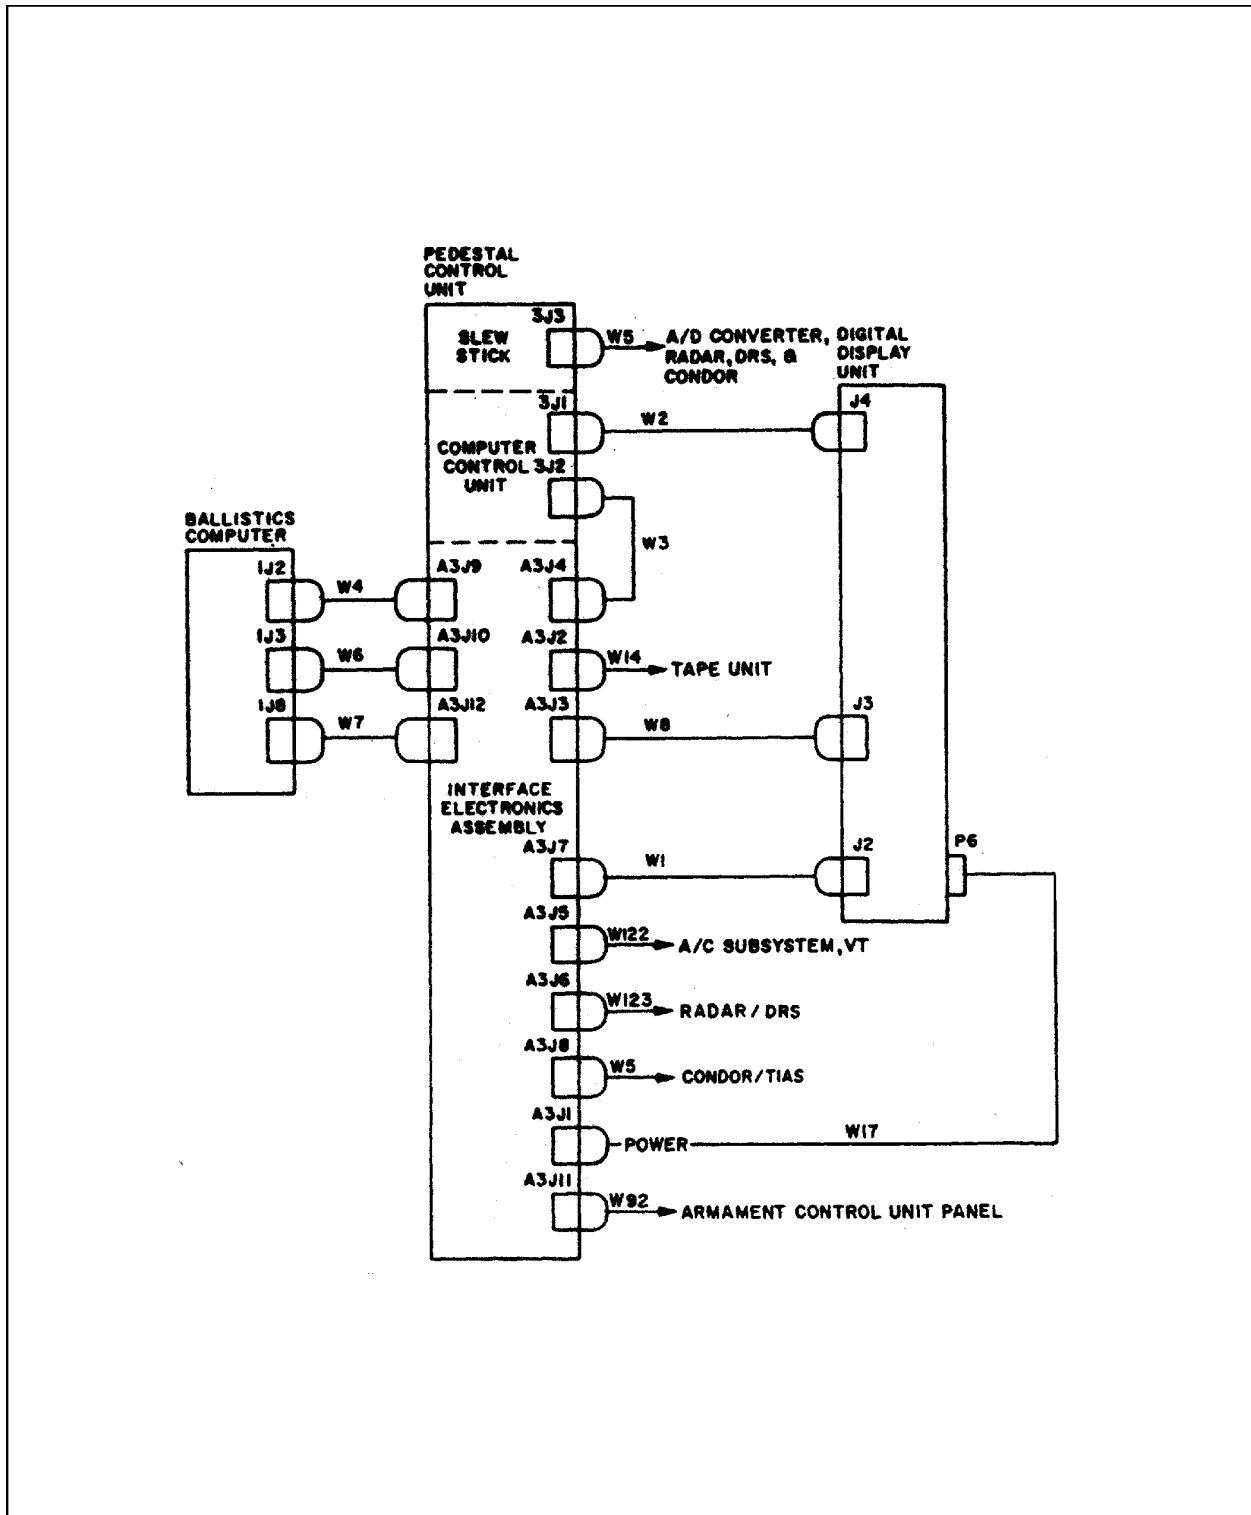 PEDESTAL
CONTROL
UNIT
3J3
SLEW
STICK
W5
A/D CONVERTER,
RADAR, DRS, &
CONDOR
DIGITAL
DISPLAY
UNIT
3J1
W2
J4
COMPUTER
CONTROL 3J2
UNIT
W3
BALLISTICS
COMPUTER
1J2
W4
A3J9
A3J4
1J3
W6
A3J10
A3J2
W14
TAPE UNIT
1J8
W7
A3J12
A3J3
W8
J3
INTERFACE
ELECTRONICS
ASSEMBLY
A3J7
W1
J2
P6
A3J5
W122
A/C SUBSYSTEM, VT
A3J6
W123
RADAR/DRS
A3J8
W5
CONDOR/TIAS
A3J1
POWER
W17
A3J11
W92
ARMAMENT CONTROL UNIT PANEL